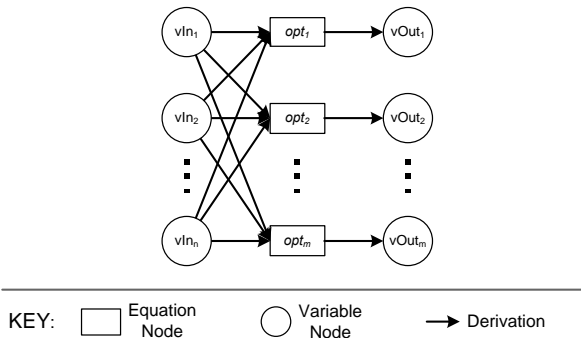 vIn₁ opt₁ vOut₁
vIn₂ opt₂ vOut₂
vInₙ optₘ vOutₘ
KEY: Equation Node Variable Node Derivation